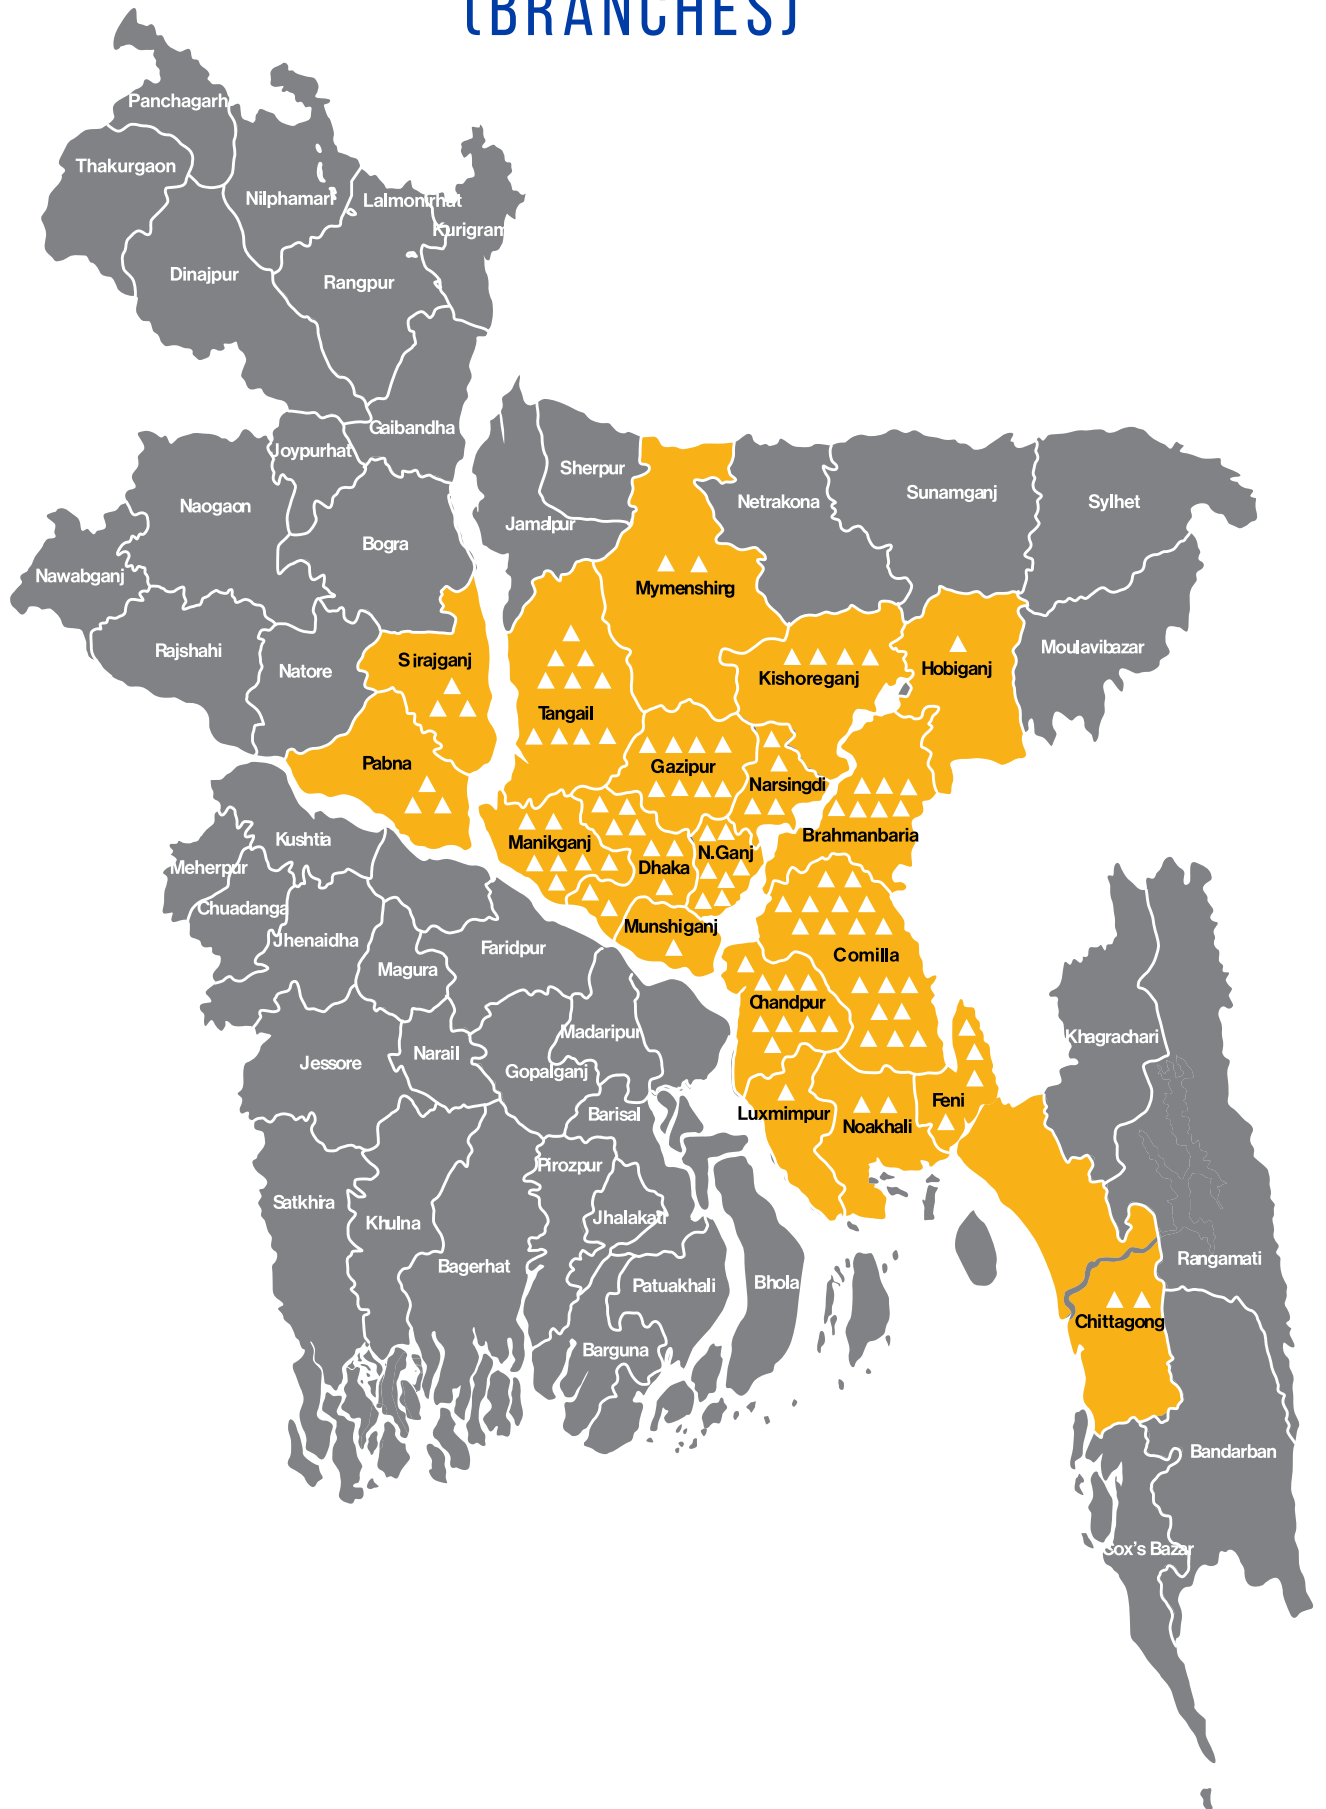 (BRANCHES)
Panchagarh
Thakurgaon
Nilphamari
Lalmonirhat
Kurigram
Dinajpur
Rangpur
Gaibandha
Joypurhat
Sherpur
Naogaon
Netrakona
Sunamganj
Sylhet
Jamalpur
Bogra
Nawabganj
Mymenshing
Rajshahi
Sirajganj
Natore
Kishoreganj
Hobiganj
Moulavibazar
Tangail
Pabna
Gazipur
Narsingdi
Kushtia
Manikganj
Brahmanbaria
Meherpur
Dhaka
N.Ganj
Chuadanga
Munshiganj
Jhenaidha
Faridpur
Comilla
Magura
Chandpur
Madaripur
Khagrachari
Jessore
Narail
Gopalganj
Barisal
Luxmimpur
Noakhali
Feni
Pirozpur
Satkhira
Khulna
Jhalakati
Bagerhat
Patuakhali
Bhola
Rangamati
Barguna
Chittagong
Bandarban
Sox's Bazar